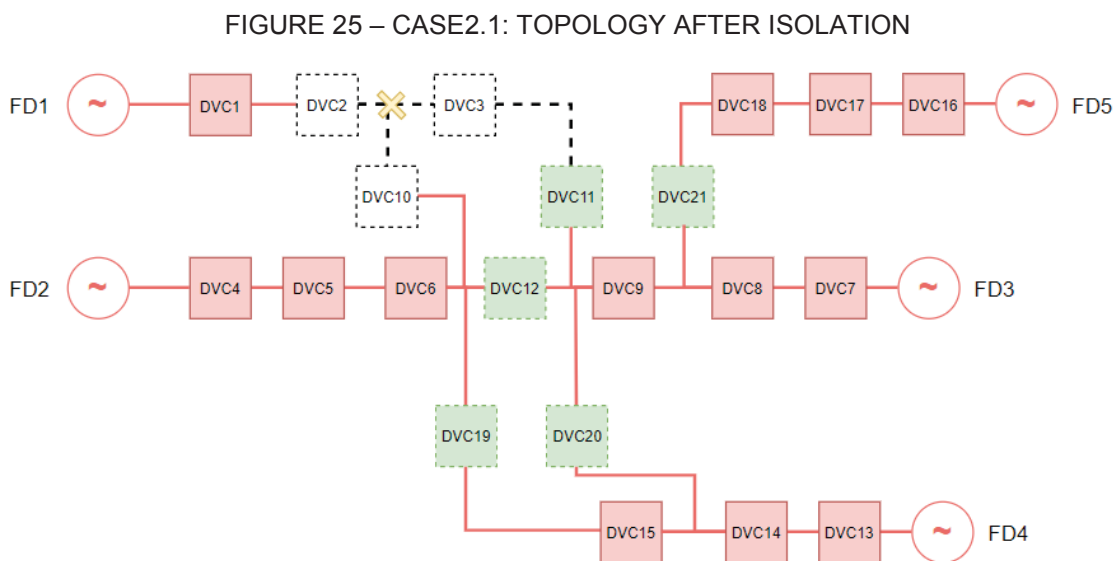 FIGURE 25 – CASE2.1: TOPOLOGY AFTER ISOLATION
FD1 ~ DVC1 DVC2 DVC3 DVC18 DVC17 DVC16 ~ FD5
DVC10 DVC11 DVC21
FD2 ~ DVC4 DVC5 DVC6 DVC12 DVC9 DVC8 DVC7 ~ FD3
DVC19 DVC20
DVC15 DVC14 DVC13 ~ FD4